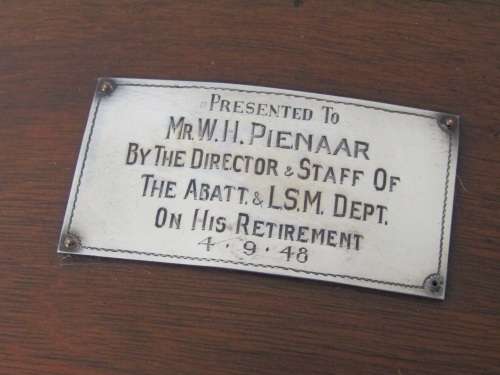 PRESENTED TO
MR. W. H. PIENAAR
BY THE DIRECTOR & STAFF OF
THE ABATT. & L.S.M. DEPT.
ON HIS RETIREMENT
4 · 9 · 48